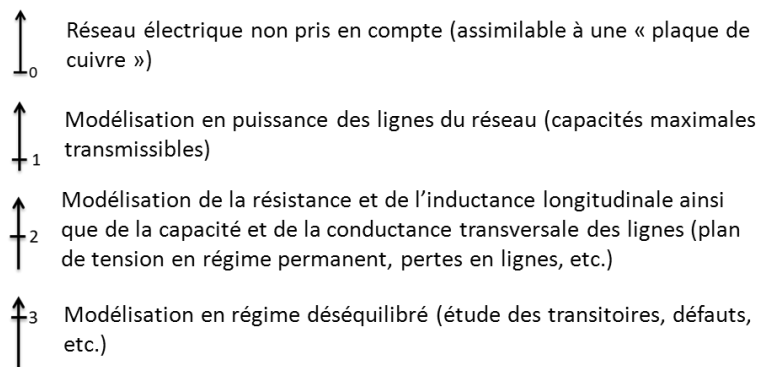 0 Réseau électrique non pris en compte (assimilable à une « plaque de
cuivre »)
1 Modélisation en puissance des lignes du réseau (capacités maximales
transmissibles)
Modélisation de la résistance et de l’inductance longitudinale ainsi
2 que de la capacité et de la conductance transversale des lignes (plan
de tension en régime permanent, pertes en lignes, etc.)
3 Modélisation en régime déséquilibré (étude des transitoires, défauts,
etc.)